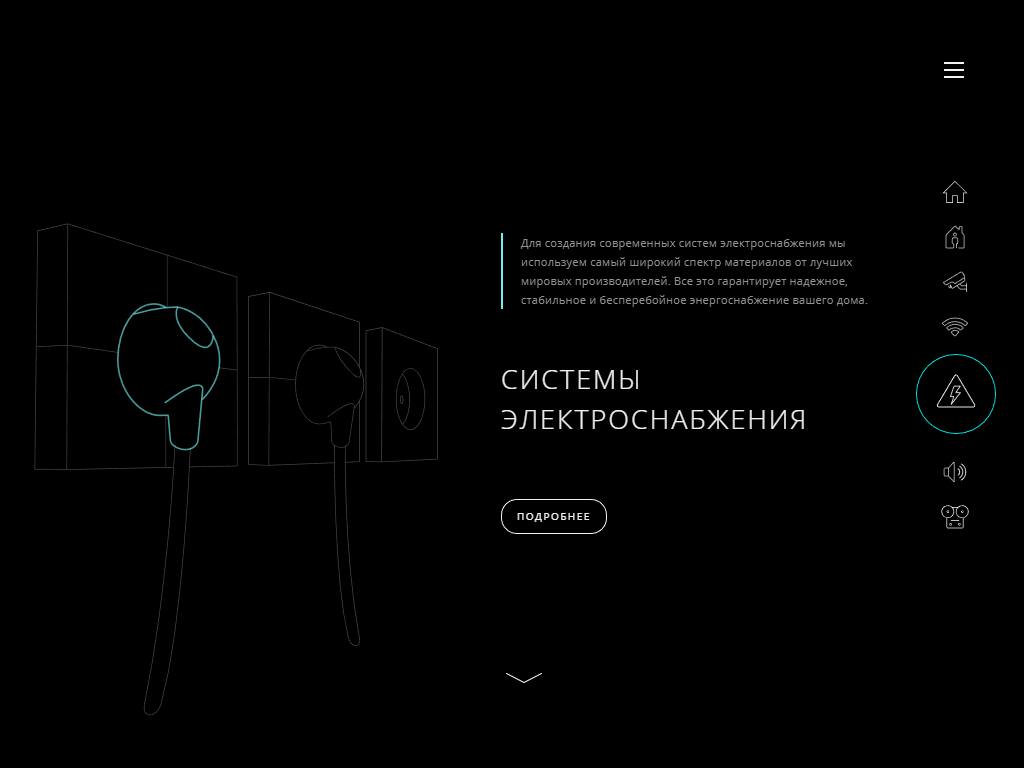 Для создания современных систем электроснабжения мы
используем самый широкий спектр материалов от лучших
мировых производителей. Все это гарантирует надежное,
стабильное и бесперебойное энергоснабжение вашего дома.
СИСТЕМЫ
ЭЛЕКТРОСНАБЖЕНИЯ
ПОДРОБНЕЕ